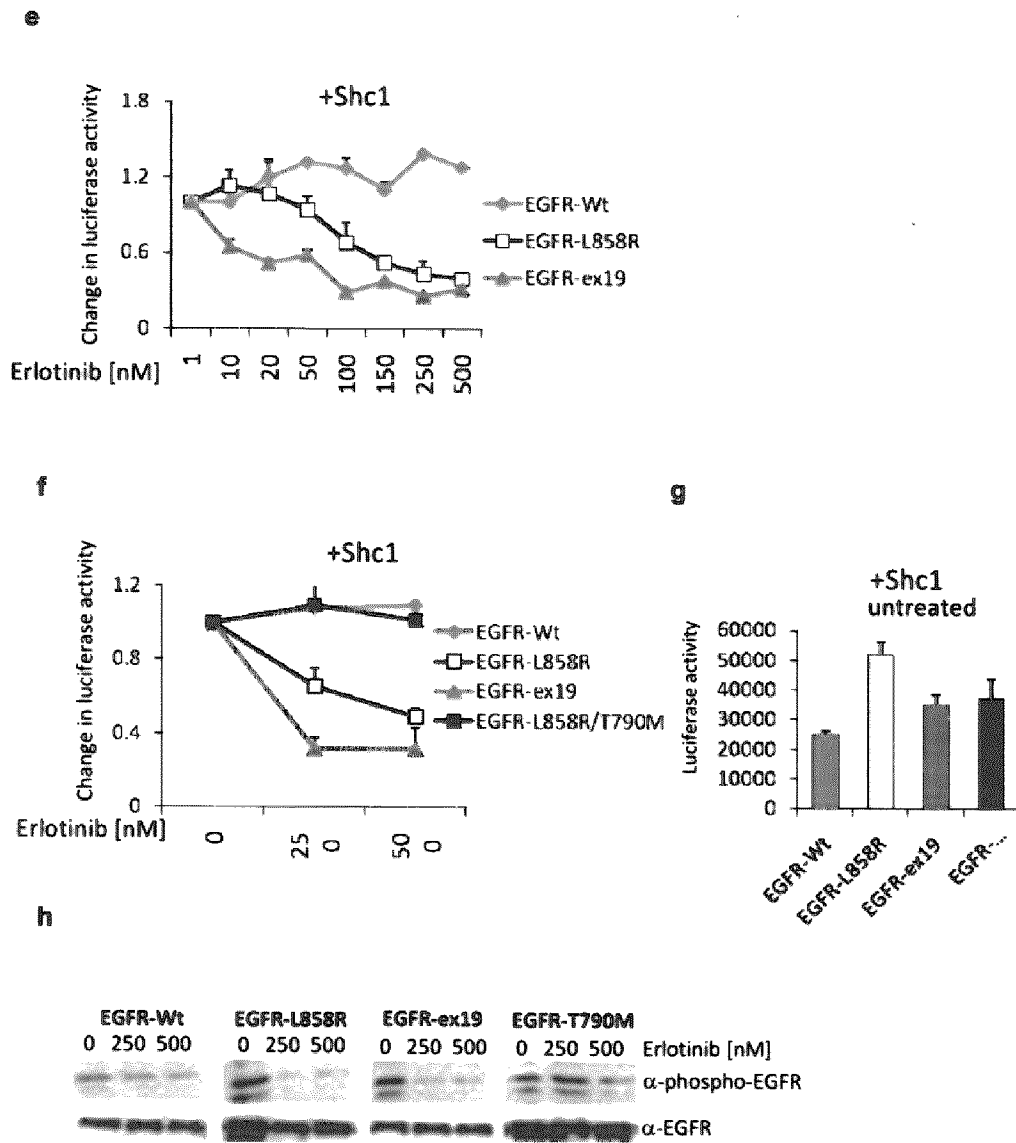 e
+Shc1
Change in luciferase activity
1.8
1.2
0.6
0
EGFR-Wt
EGFR-L858R
EGFR-ex19
Erlotinib [nM]
1 10 20 50 100 150 250 500
f
+Shc1
Change in luciferase activity
1.2
0.8
0.4
0
EGFR-Wt
EGFR-L858R
EGFR-ex19
EGFR-L858R/T790M
Erlotinib [nM]
0 25 50
0 0
g
+Shc1
untreated
Luciferase activity
60000
50000
40000
30000
20000
10000
0
EGFR-Wt
EGFR-L858R
EGFR-ex19
EGFR-...
h
EGFR-Wt EGFR-L858R EGFR-ex19 EGFR-T790M
0 250 500 0 250 500 0 250 500 0 250 500 Erlotinib [nM]
α-phospho-EGFR
α-EGFR